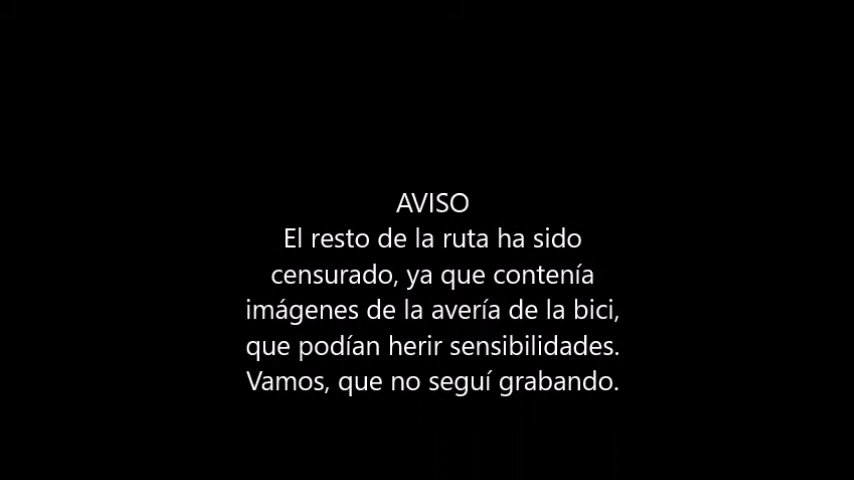 AVISO
El resto de la ruta ha sido
censurado, ya que contenía
imágenes de la avería de la bici,
que podían herir sensibilidades.
Vamos, que no seguí grabando.